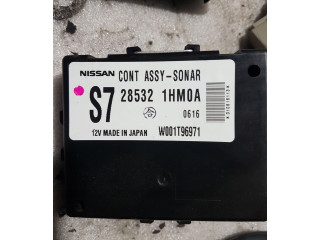 NISSAN CONT ASSY-SONAR
S7 28532 1HM0A
0616
12V MADE IN JAPAN W001T96971